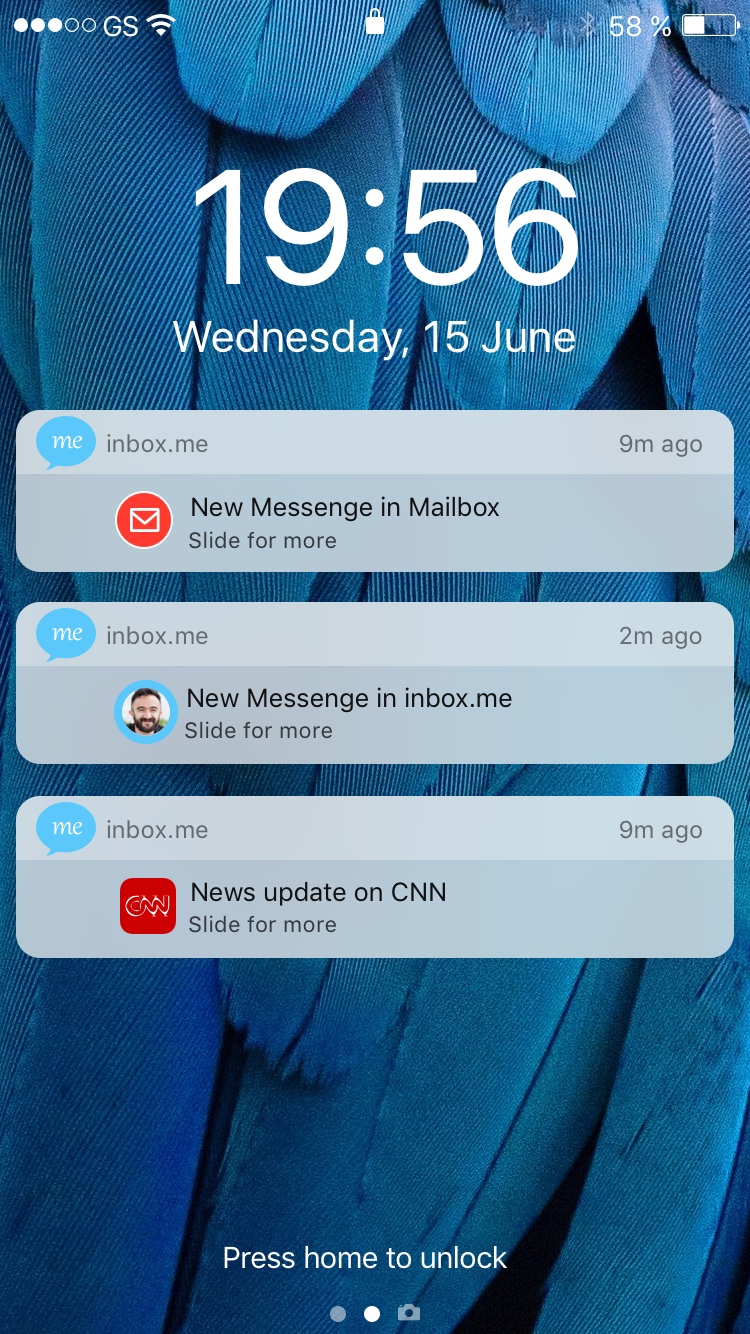 GS 58 %
19:56
Wednesday, 15 June
me inbox.me 9m ago
New Messenge in Mailbox
Slide for more
me inbox.me 2m ago
New Messenge in inbox.me
Slide for more
me inbox.me 9m ago
CNN News update on CNN
Slide for more
Press home to unlock